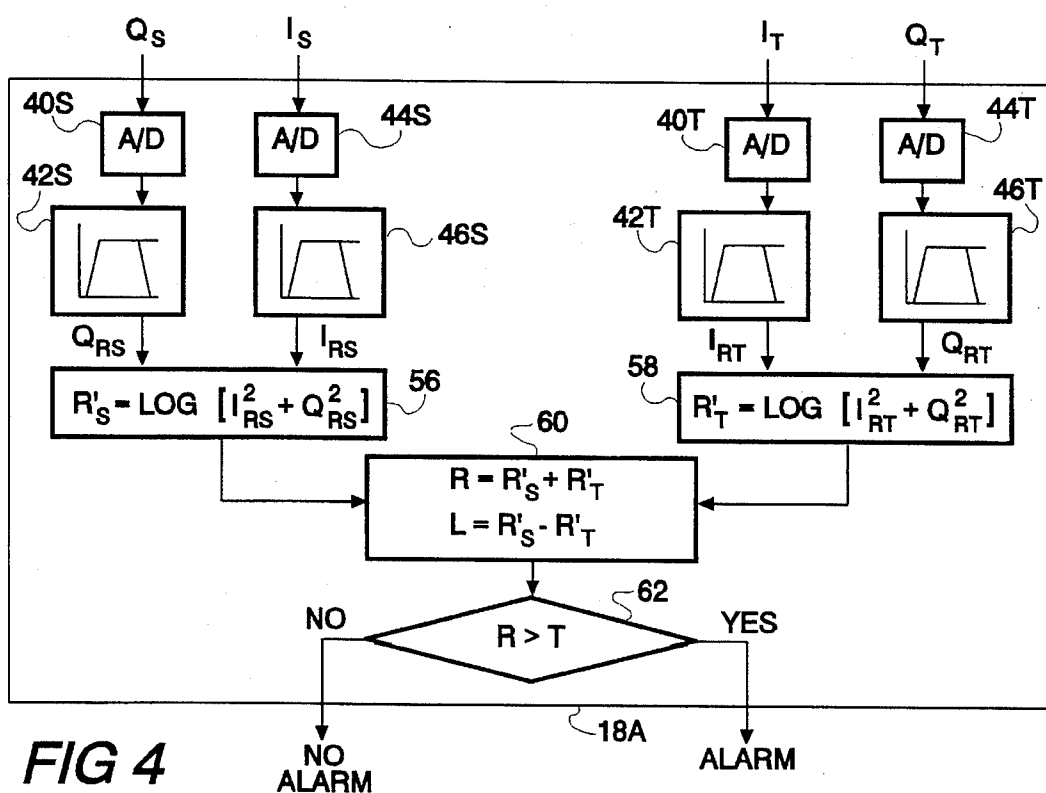 Q_S I_S I_T Q_T
40S A/D A/D 44S 40T A/D A/D 44T
42S 46S 42T 46T
Q_RS I_RS I_RT Q_RT
R'_S = LOG [I²_RS + Q²_RS] 56 58 R'_T = LOG [I²_RT + Q²_RT]
60
R = R'_S + R'_T
L = R'_S - R'_T
62
NO R > T YES
18A
FIG 4
NO
ALARM
ALARM